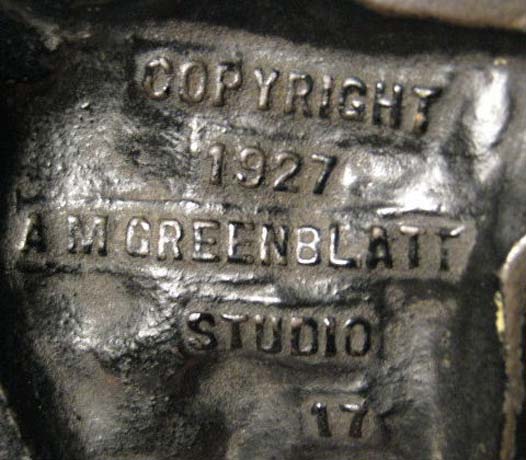 COPYRIGHT
1927
A M GREENBLATT
STUDIO
17